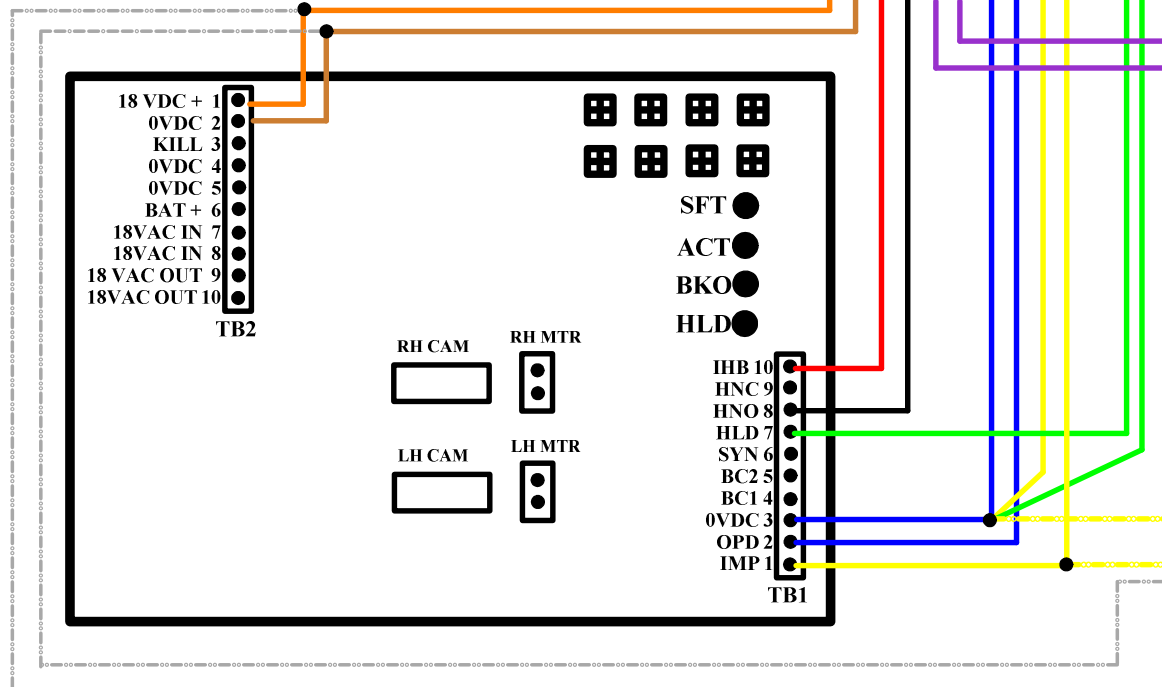 18 VDC + 1
0VDC 2
KILL 3
0VDC 4
0VDC 5
BAT + 6
18VAC IN 7
18VAC IN 8
18 VAC OUT 9
18VAC OUT 10
TB2
SFT
ACT
BKO
HLD
RH CAM
RH MTR
LH CAM
LH MTR
IHB 10
HNC 9
HNO 8
HLD 7
SYN 6
BC2 5
BC1 4
0VDC 3
OPD 2
IMP 1
TB1